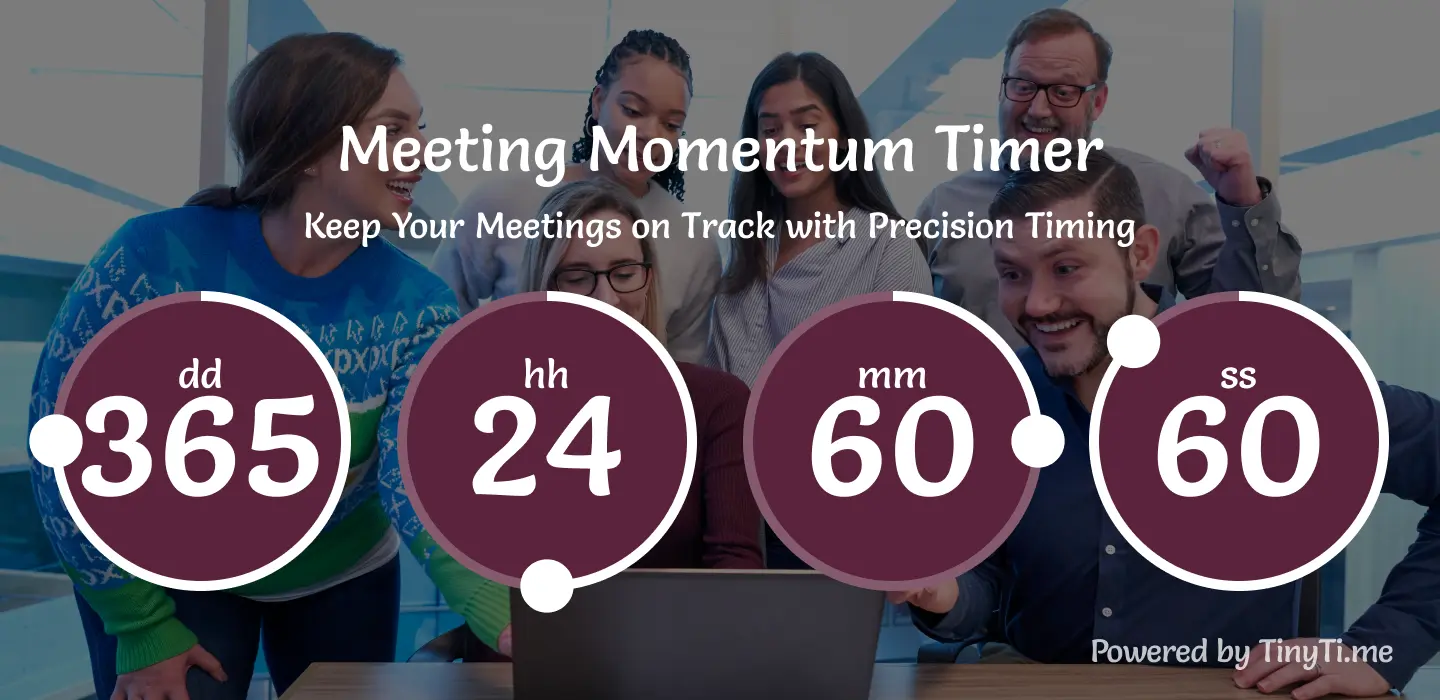 Meeting Momentum Timer
Keep Your Meetings on Track with Precision Timing
dd hh mm ss
365 24 60 60
Powered by TinyTi.me